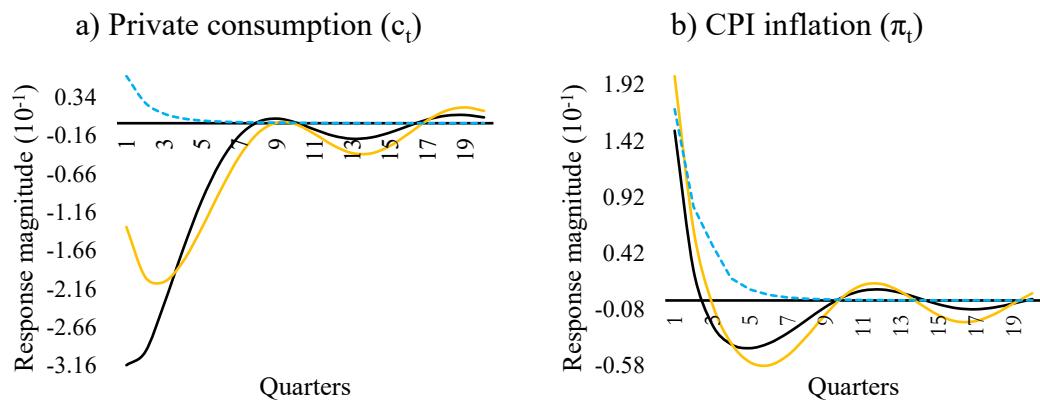 a) Private consumption (cₜ)
Response magnitude (10⁻¹)
0.34
-0.16
-0.66
-1.16
-1.66
-2.16
-2.66
-3.16
1 3 5 7 9 11 13 15 17 19
Quarters
b) CPI inflation (πₜ)
Response magnitude (10⁻¹)
1.92
1.42
0.92
0.42
-0.08
-0.58
1 3 5 7 9 11 13 15 17 19
Quarters